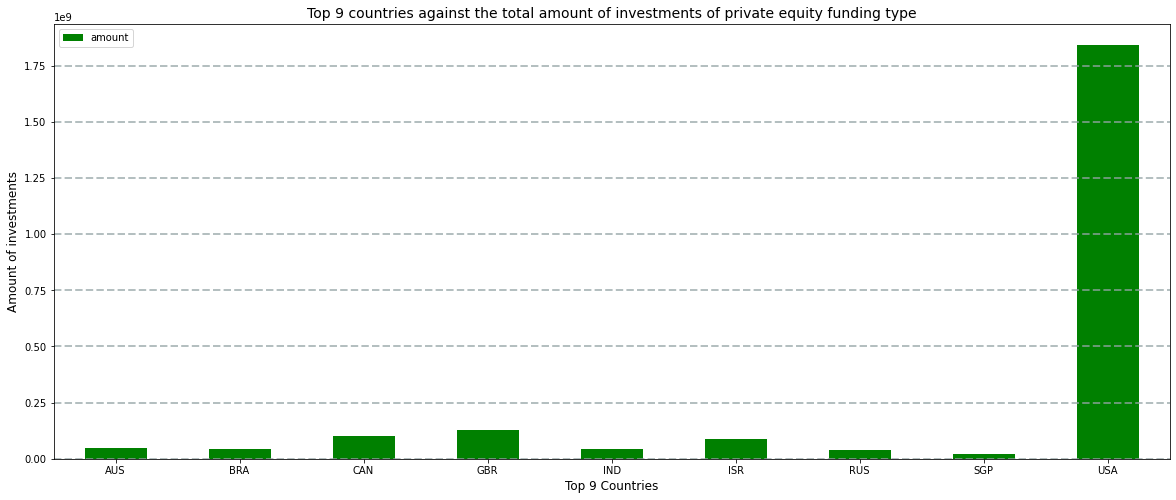 Top 9 countries against the total amount of investments of private equity funding type
1e9
amount
1.75
1.50
1.25
1.00
0.75
0.50
0.25
0.00
Amount of investments
AUS BRA CAN GBR IND ISR RUS SGP USA
Top 9 Countries